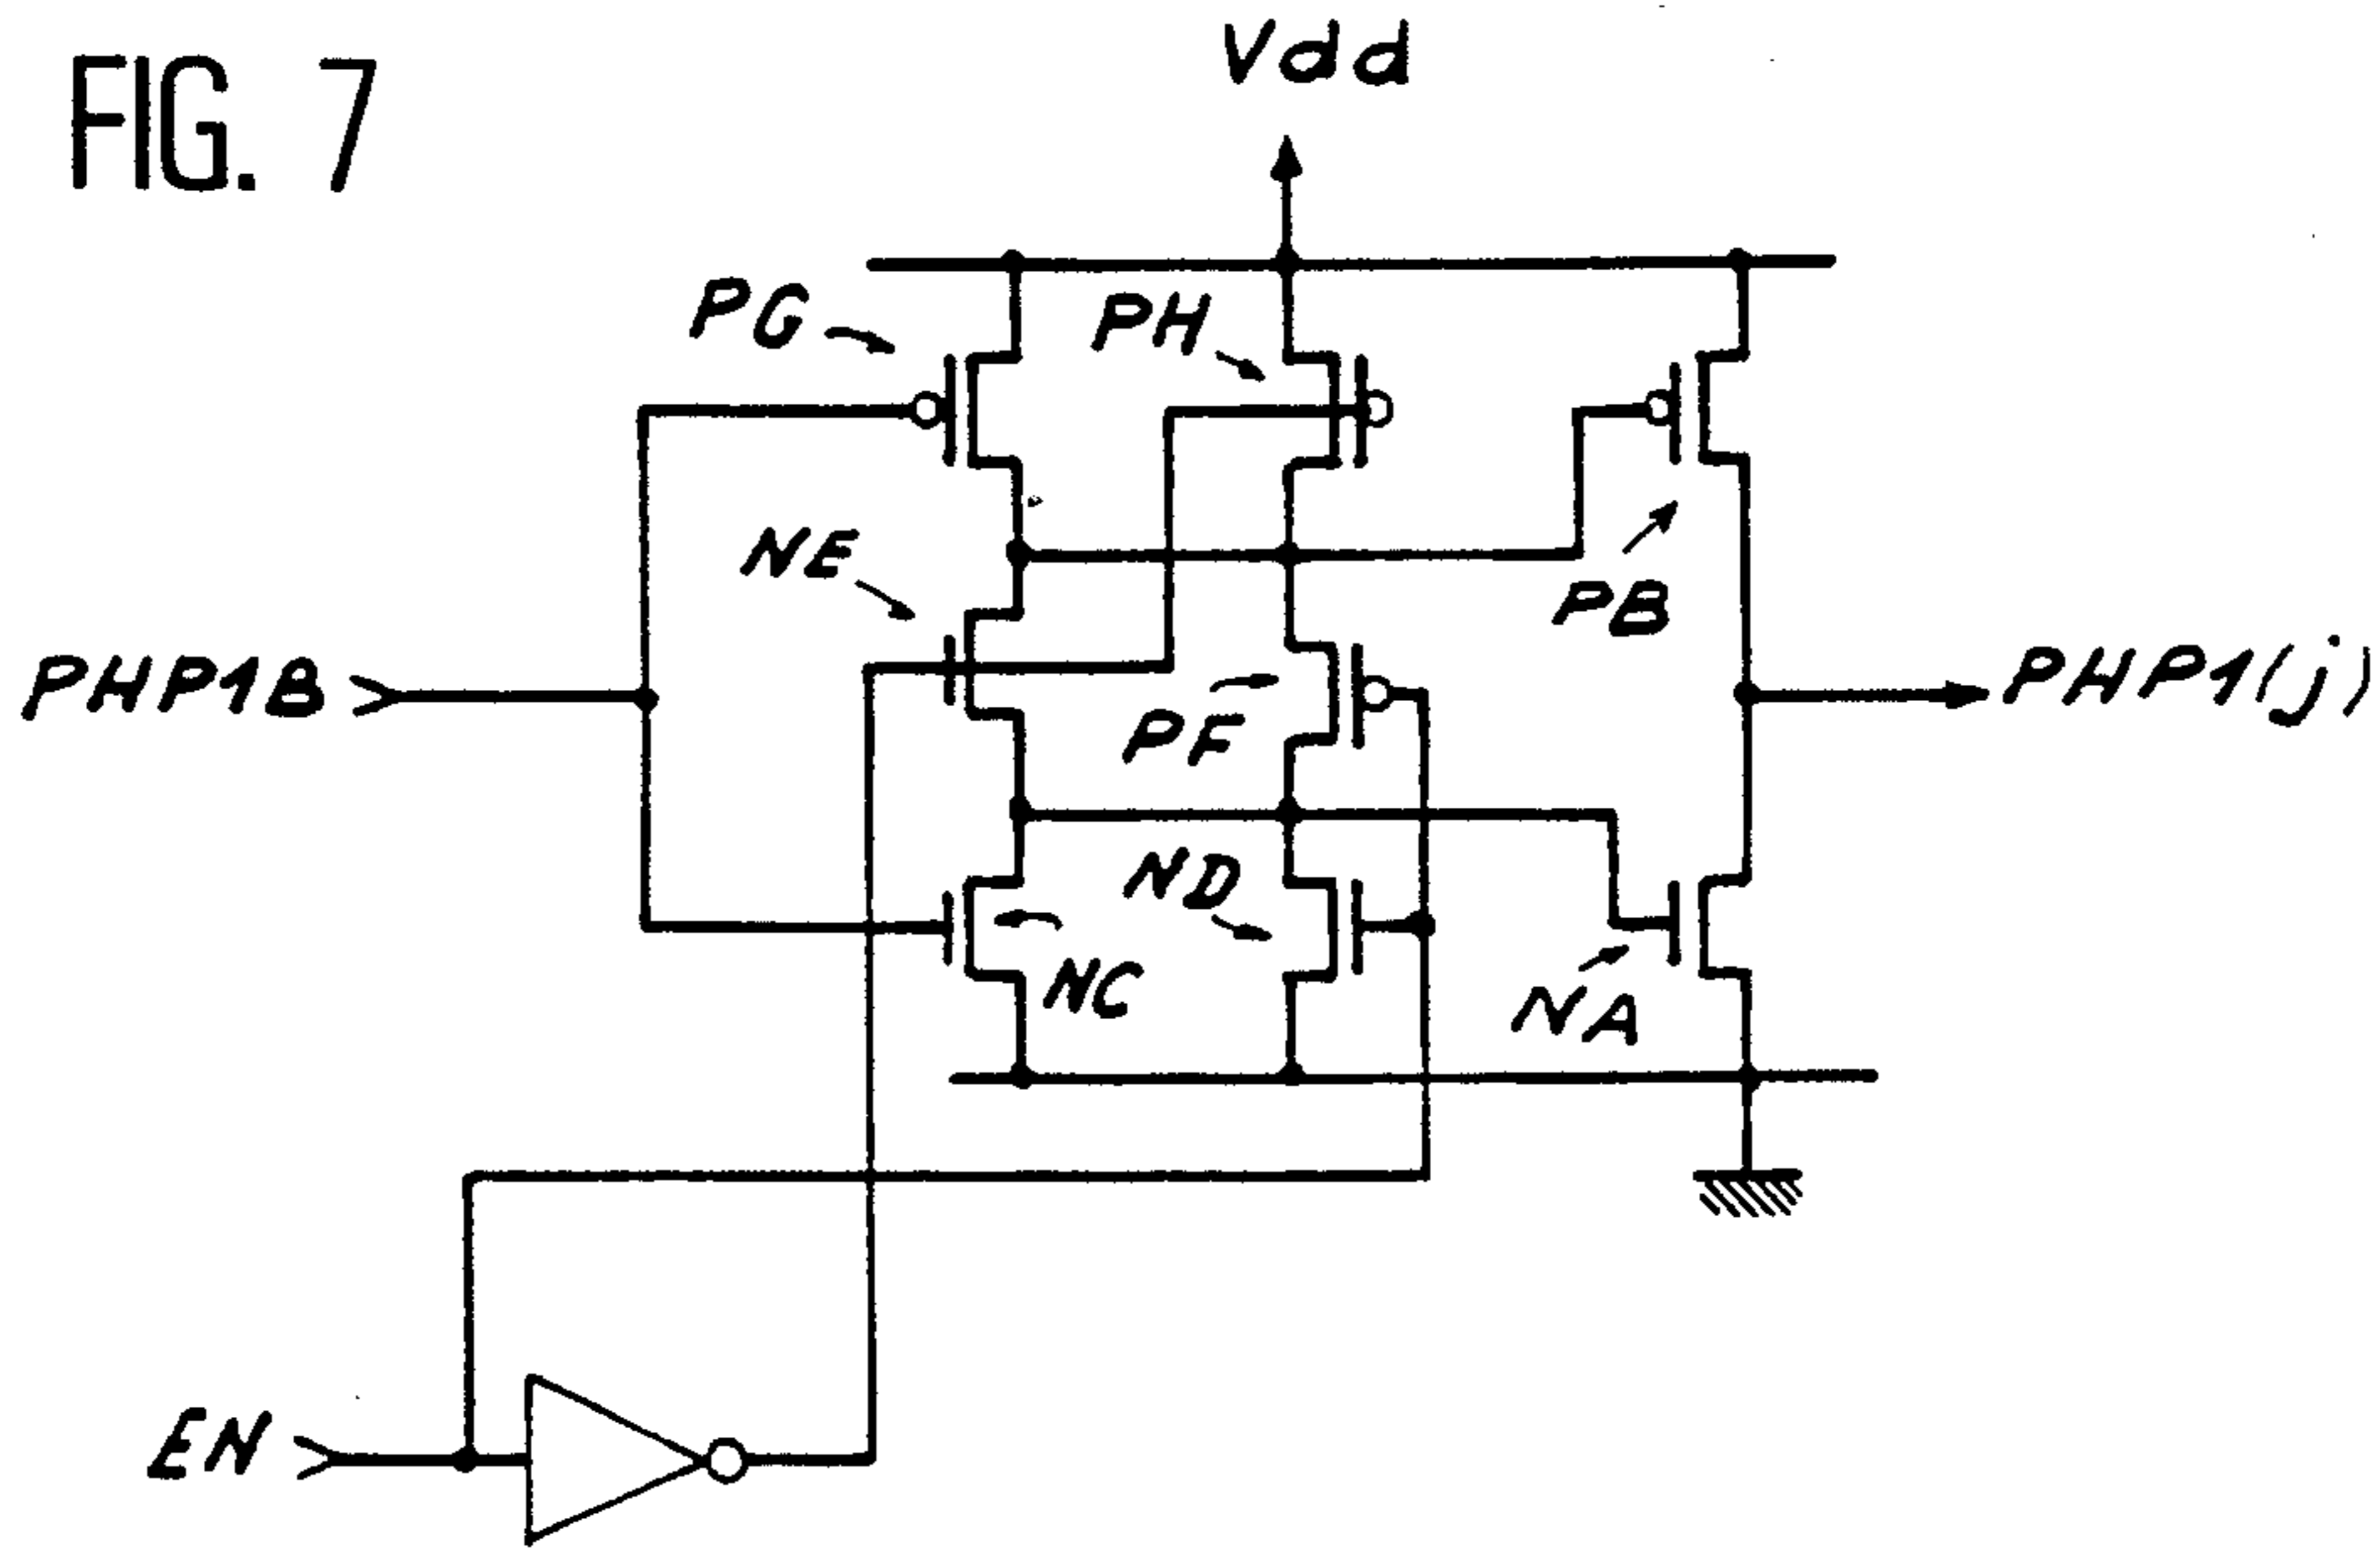 FIG. 7
Vdd
PG
PH
NE
PB
PHP1B
PF
PHP1(j)
ND
NC
NA
EN